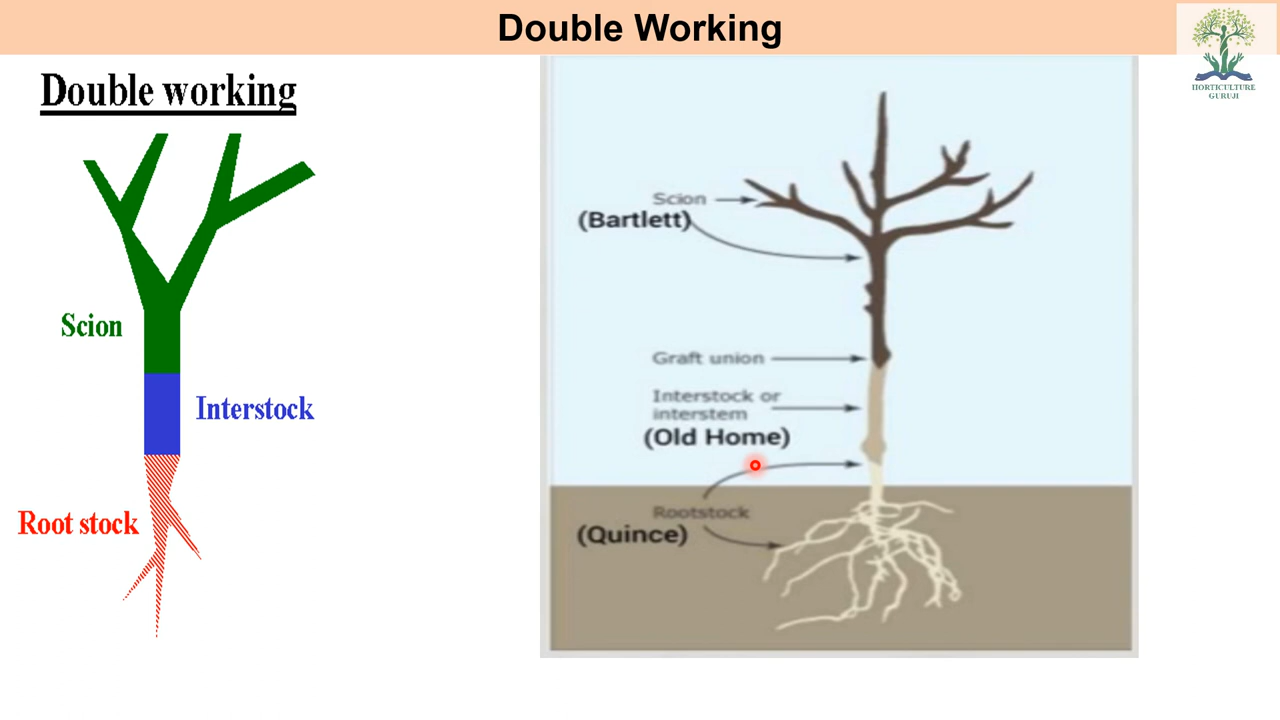 Double Working
HORTICULTURE
GURUJI
Double working
Scion
Interstock
Root stock
Scion
(Bartlett)
Graft union
Interstock or
interstem
(Old Home)
Rootstock
(Quince)